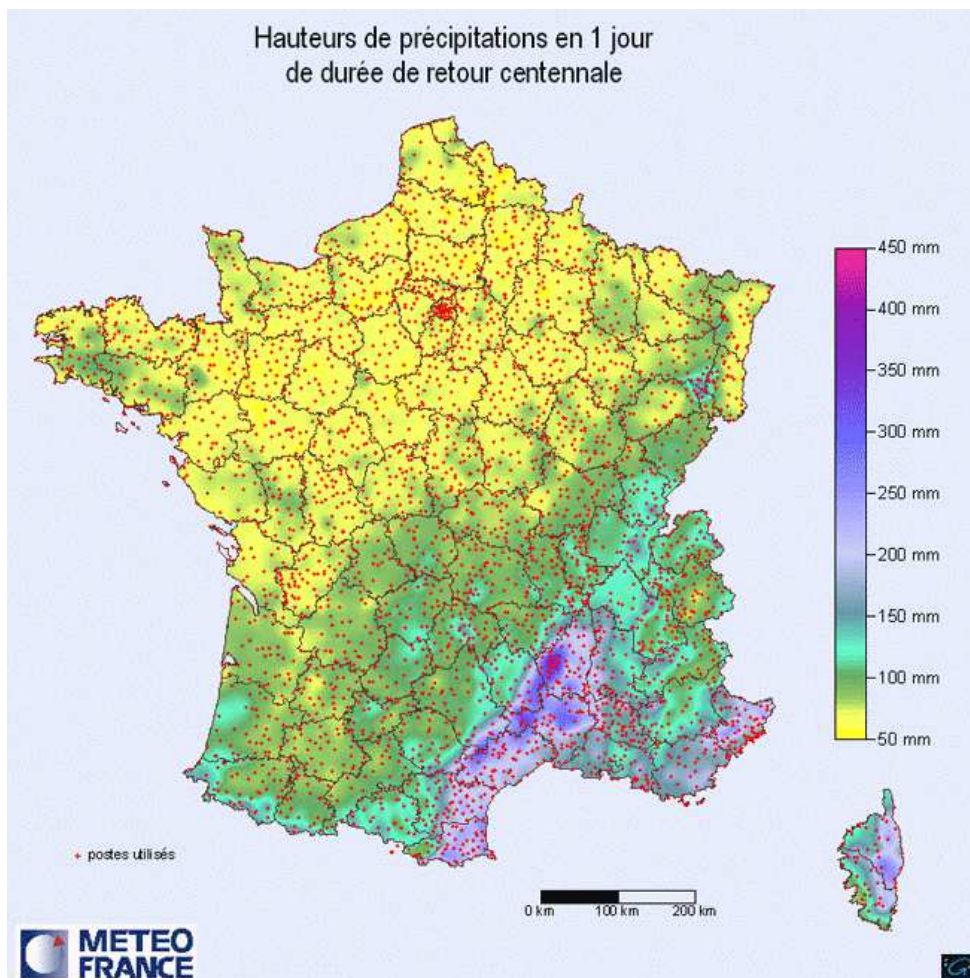 Hauteurs de précipitations en 1 jour
de durée de retour centennale
450 mm
400 mm
350 mm
300 mm
250 mm
200 mm
150 mm
100 mm
50 mm
postes utilisés
0 km 100 km 200 km
METEO
FRANCE